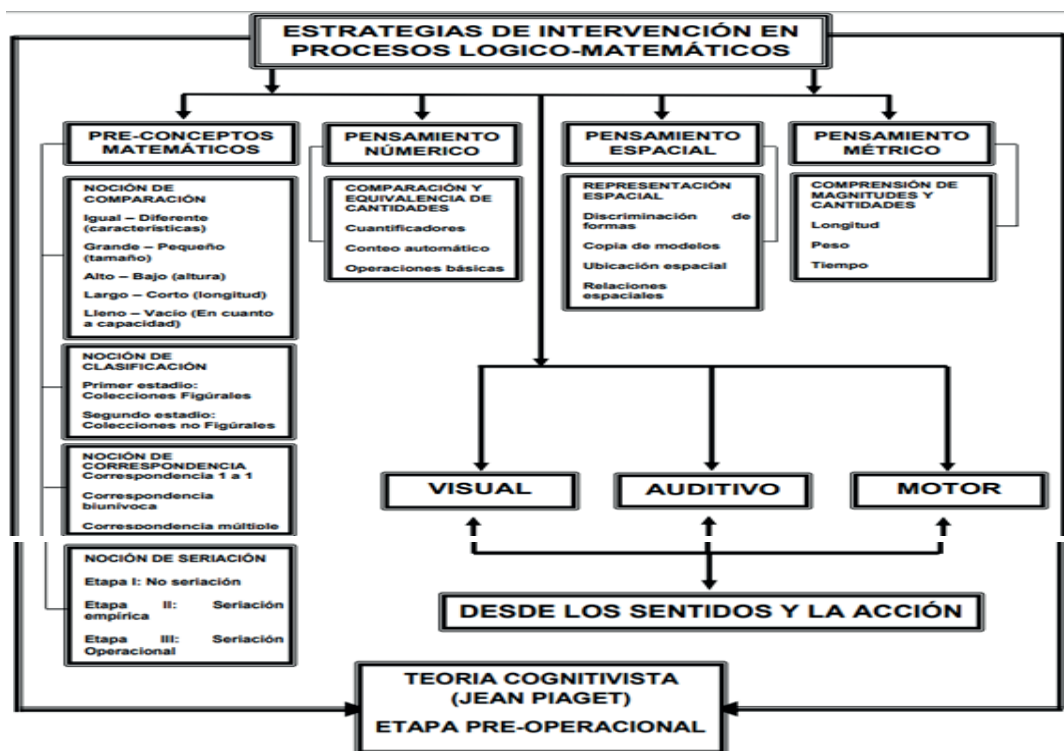 ESTRATEGIAS DE INTERVENCIÓN EN
PROCESOS LOGICO-MATEMÁTICOS
PRE-CONCEPTOS
MATEMÁTICOS
NOCIÓN DE
COMPARACIÓN
Igual – Diferente
(características)
Grande – Pequeño
(tamaño)
Alto – Bajo (altura)
Largo – Corto (longitud)
Lleno – Vacío (En cuanto
a capacidad)
NOCIÓN DE
CLASIFICACIÓN
Primer estadio:
Colecciones Figúrales
Segundo estadio:
Colecciones no Figúrales
NOCIÓN DE
CORRESPONDENCIA
Correspondencia 1 a 1
Correspondencia
biunívoca
Correspondencia múltiple
NOCIÓN DE SERIACIÓN
Etapa I: No seriación
Etapa II: Seriación
empírica
Etapa III: Seriación
Operacional
PENSAMIENTO
NÚMERICO
COMPARACIÓN Y
EQUIVALENCIA DE
CANTIDADES
Cuantificadores
Conteo automático
Operaciones básicas
PENSAMIENTO
ESPACIAL
REPRESENTACIÓN
ESPACIAL
Discriminación de
formas
Copia de modelos
Ubicación espacial
Relaciones
espaciales
PENSAMIENTO
MÉTRICO
COMPRENSIÓN DE
MAGNITUDES Y
CANTIDADES
Longitud
Peso
Tiempo
VISUAL
AUDITIVO
MOTOR
DESDE LOS SENTIDOS Y LA ACCIÓN
TEORIA COGNITIVISTA
(JEAN PIAGET)
ETAPA PRE-OPERACIONAL